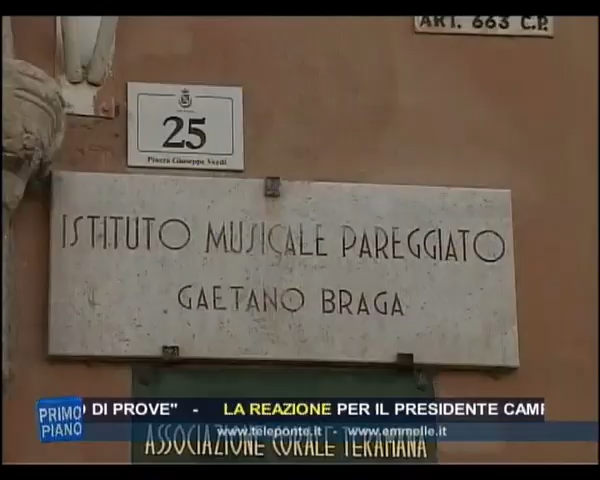 ART. 663 C.P.
25
Piazza Giuseppe Verdi
ISTITUTO MUSICALE PAREGGIATO
GAETANO BRAGA
PRIMO PIANO
O DI PROVE" - LA REAZIONE PER IL PRESIDENTE CAMP
www.teleponte.it - www.emmelle.it
ASSOCIAZIONE CORALE TERAMANA